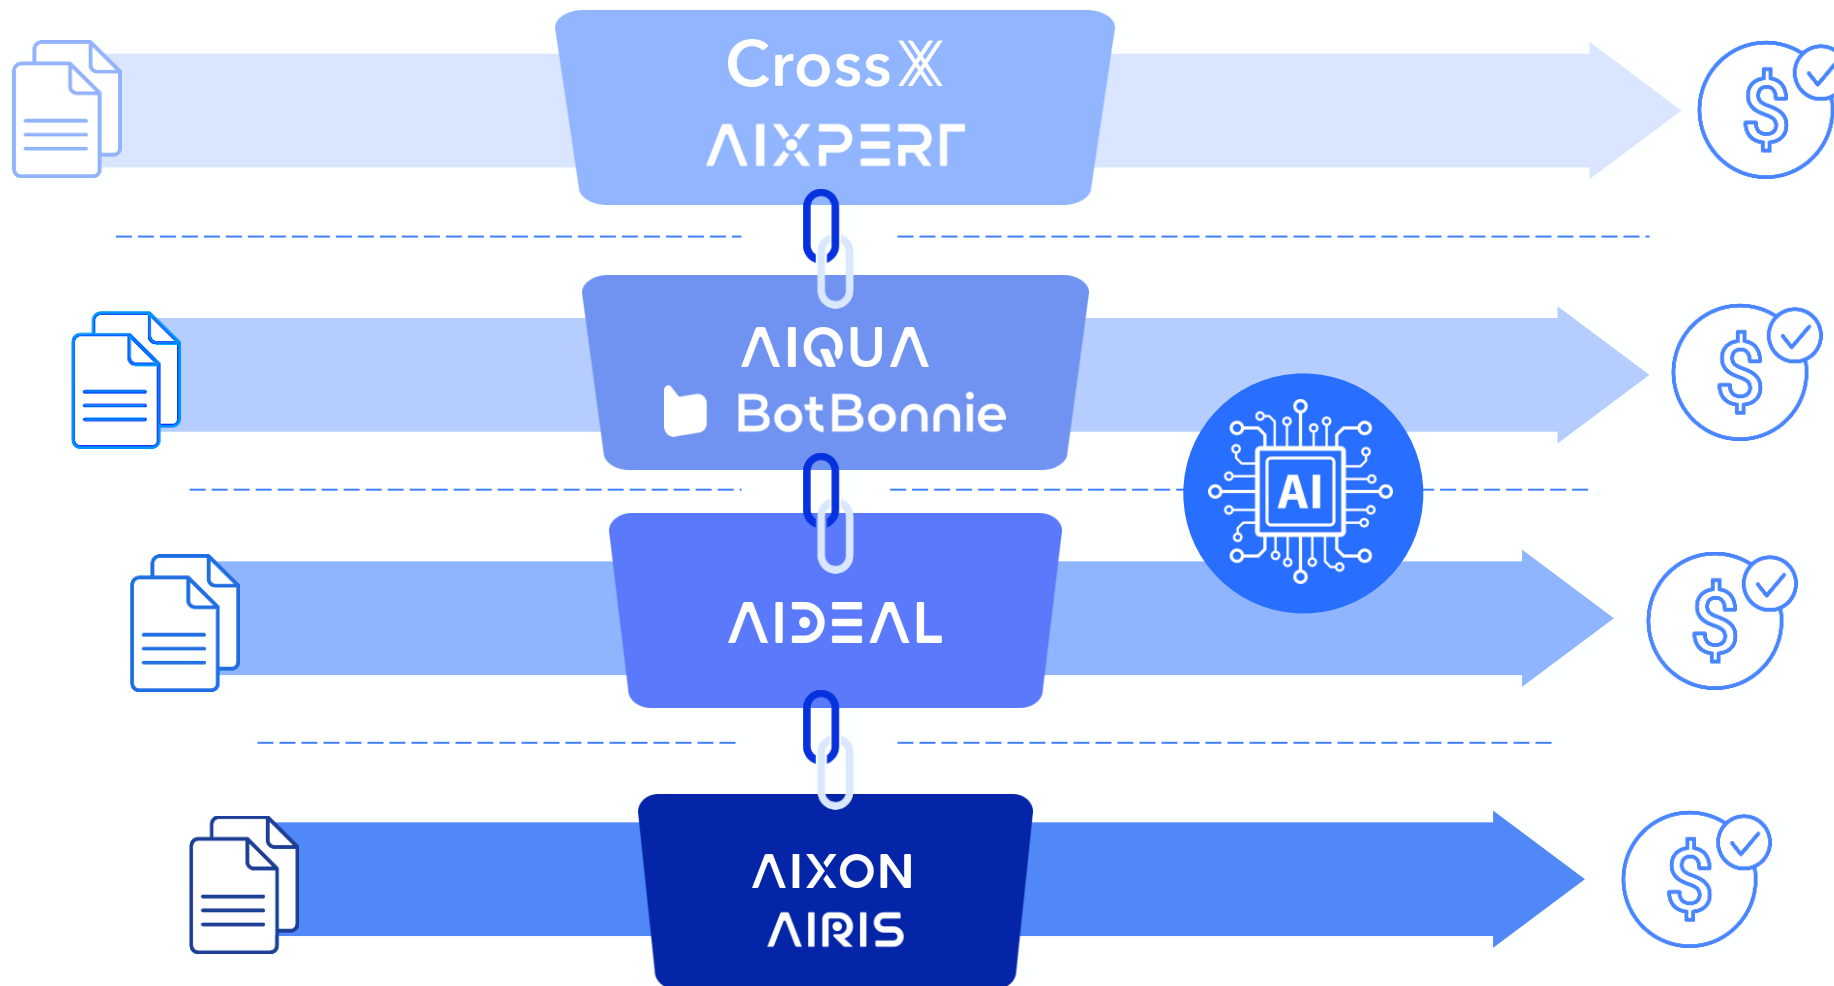 CrossX
AIXPERT
AIQUA
BotBonnie
AI
AIDEAL
AIXON
AIRIS
$
$
$
$